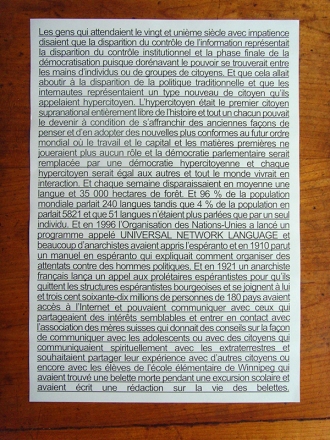 Les gens qui attendaient le vingt et unième siècle avec impatience
disaient que la disparition du contrôle de l'information représentait
la disparition du contrôle institutionnel et la phase finale de la
démocratisation puisque dorénavant le pouvoir se trouverait entre
les mains d'individus ou de groupes de citoyens. Et que cela allait
aboutir à la disparition de la politique traditionnelle et que les
internautes représentaient un type nouveau de citoyen qu'ils
appelaient hypercitoyen. L'hypercitoyen était le premier citoyen
supranational entièrement libre de l'histoire et tout un chacun pouvait
le devenir à condition de s'affranchir des anciennes façons de
penser et d'en adopter des nouvelles plus conformes au futur ordre
mondial où le travail et le capital et les matières premières ne
joueraient plus aucun rôle et la démocratie parlementaire serait
remplacée par une démocratie hypercitoyenne et chaque
hypercitoyen serait égal aux autres et tout le monde vivrait en
interaction. Et chaque semaine disparaissaient en moyenne une
langue et 35 000 hectares de forêt. Et 96 % de la population
mondiale parlait 240 langues tandis que 4 % de la population en
parlait 5821 et que 51 langues n'étaient plus parlées que par un seul
individu. Et en 1996 l'Organisation des Nations-Unies a lancé un
programme appelé UNIVERSAL NETWORK LANGUAGE et
beaucoup d'anarchistes avaient appris l'espéranto et en 1910 parut
un manuel en espéranto qui expliquait comment organiser des
attentats contre des hommes politiques. Et en 1921 un anarchiste
français lança un appel aux prolétaires espérantistes pour qu'ils
quittent les structures espérantistes bourgeoises et se joignent à lui
et trois cent soixante-dix millions de personnes de 180 pays avaient
accès à l'Internet et pouvaient communiquer avec ceux qui
partageaient des intérêts semblables et entrer en contact avec
l'association des mères suisses qui donnait des conseils sur la façon
de communiquer avec les adolescents ou avec des citoyens qui
communiquaient spirituellement avec les extraterrestres et
souhaitaient partager leur expérience avec d'autres citoyens ou
encore avec les élèves de l'école élémentaire de Winnipeg qui
avaient trouvé une belette morte pendant une excursion scolaire et
avaient écrit une rédaction sur la vie des belettes.